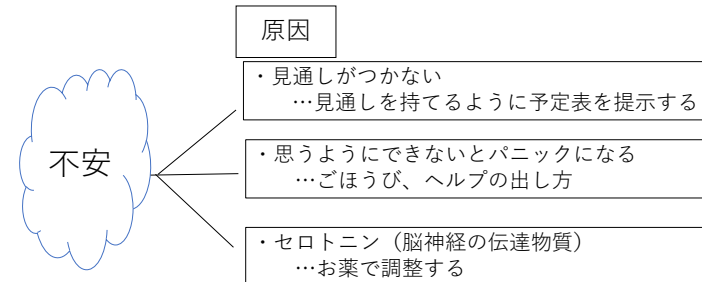 原因
不安
・見通しがつかない
…見通しを持てるように予定表を提示する
・思うようにできないとパニックになる
…ごほうび、ヘルプの出し方
・セロトニン（脳神経の伝達物質）
…お薬で調整する